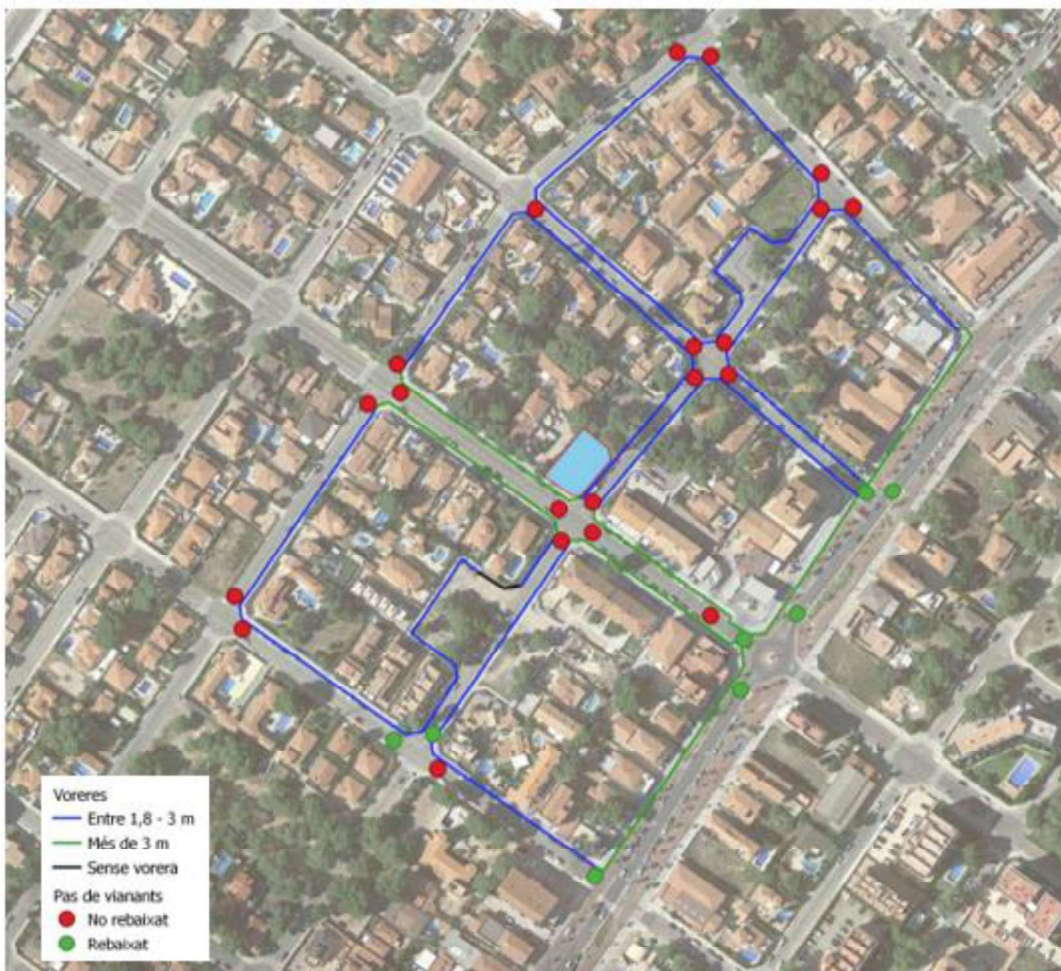 Voreres
Entre 1,8 - 3 m
Més de 3 m
Sense vorera
Pas de vianants
No rebaixat
Rebaixat